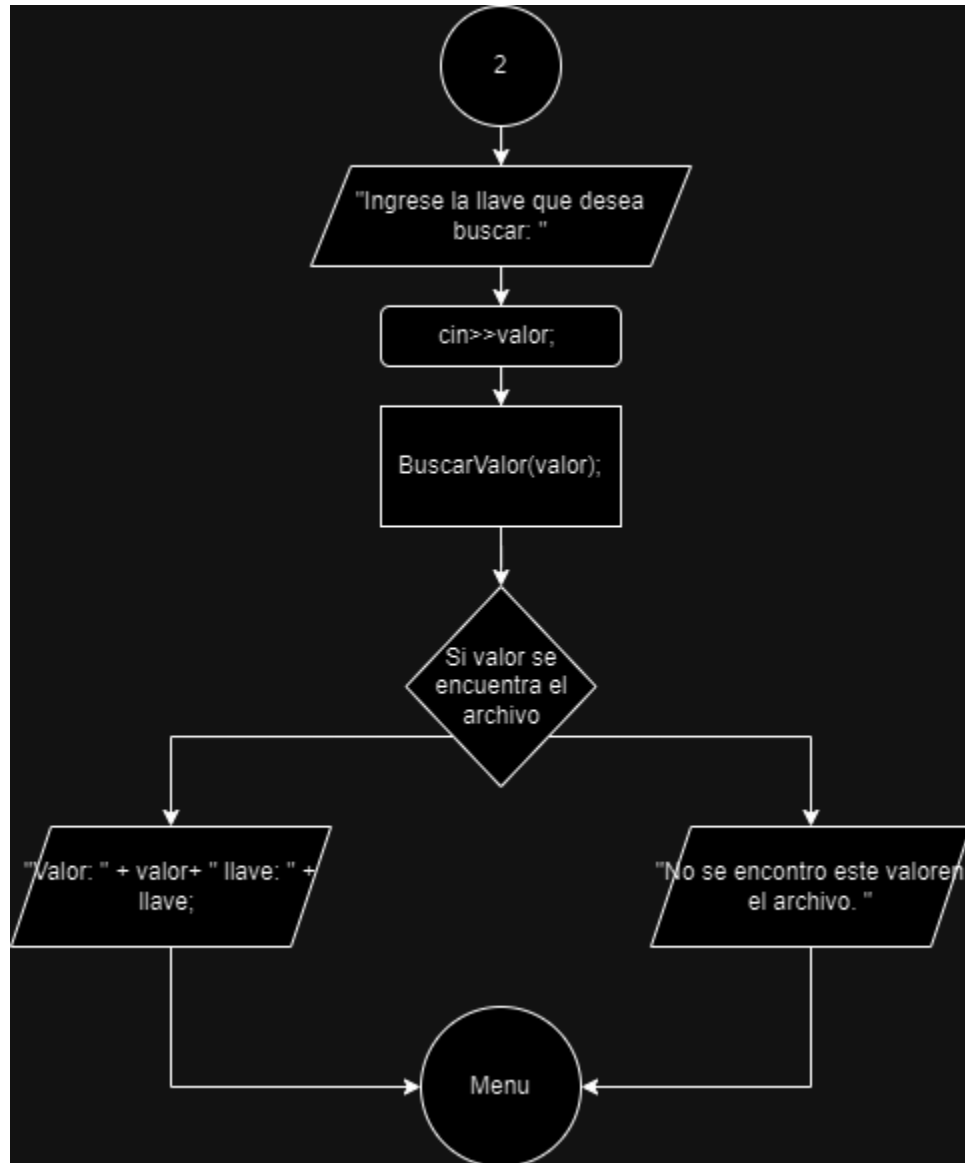 2
"Ingrese la llave que desea
buscar: "
cin>>valor;
BuscarValor(valor);
Si valor se
encuentra el
archivo
"Valor: " + valor+ " llave: " +
llave;
"No se encontro este valoren
el archivo. "
Menu